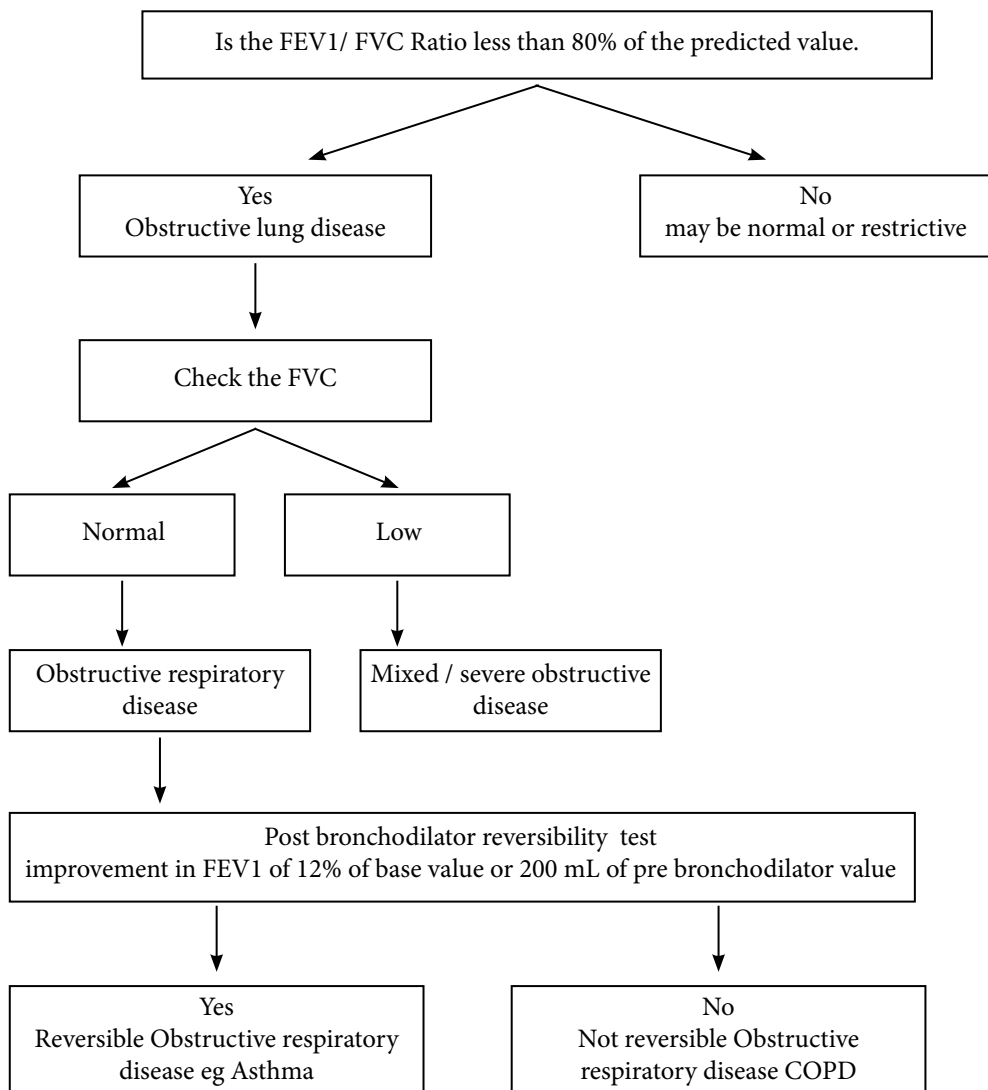 Is the FEV1/ FVC Ratio less than 80% of the predicted value.
Yes
Obstructive lung disease
No
may be normal or restrictive
Check the FVC
Normal
Low
Obstructive respiratory
disease
Mixed / severe obstructive
disease
Post bronchodilator reversibility test
improvement in FEV1 of 12% of base value or 200 mL of pre bronchodilator value
Yes
Reversible Obstructive respiratory
disease eg Asthma
No
Not reversible Obstructive
respiratory disease COPD